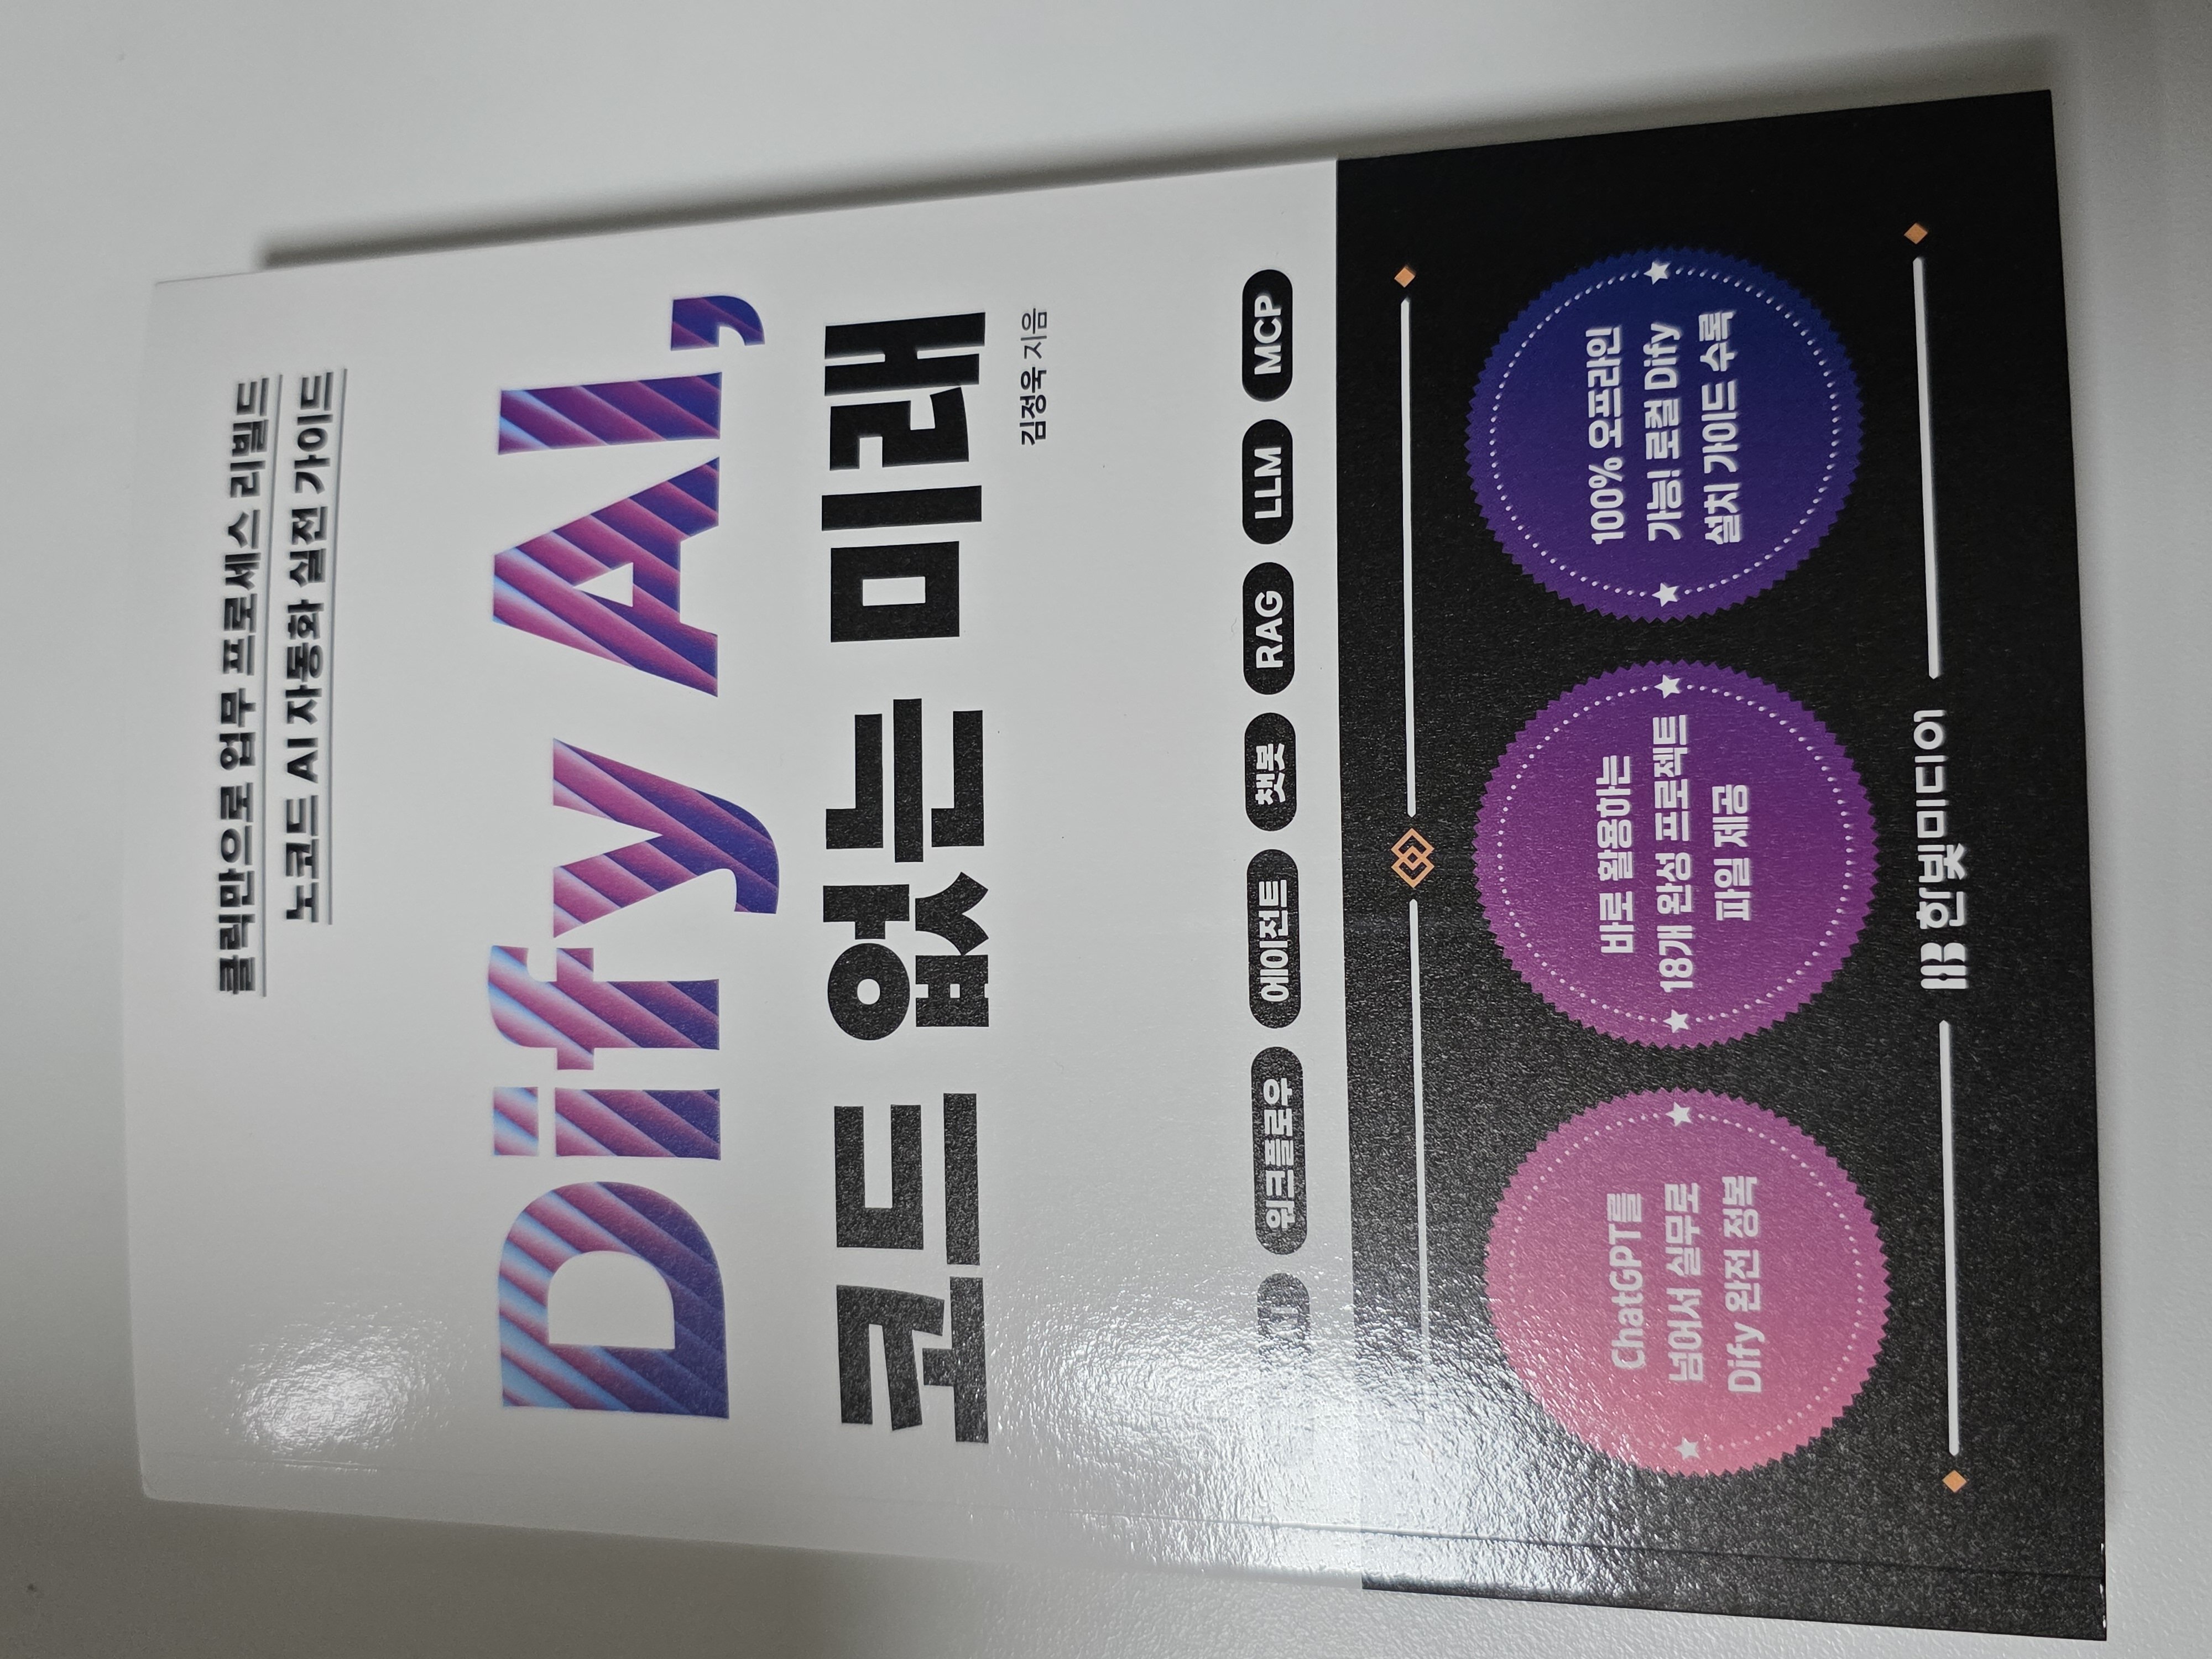 클릭만으로 업무 프로세스 리빌드
노코드 AI 자동화 실전 가이드
Dify AI,
코드 없는 미래
김정욱 지음
AI 워크플로우 에이전트 챗봇 RAG LLM MCP
ChatGPT를
넘어서 실무로
Dify 완전 정복
바로 활용하는
18개 완성 프로젝트
파일 제공
100% 오프라인
가능! 로컬 Dify
설치 가이드 수록
한빛미디어